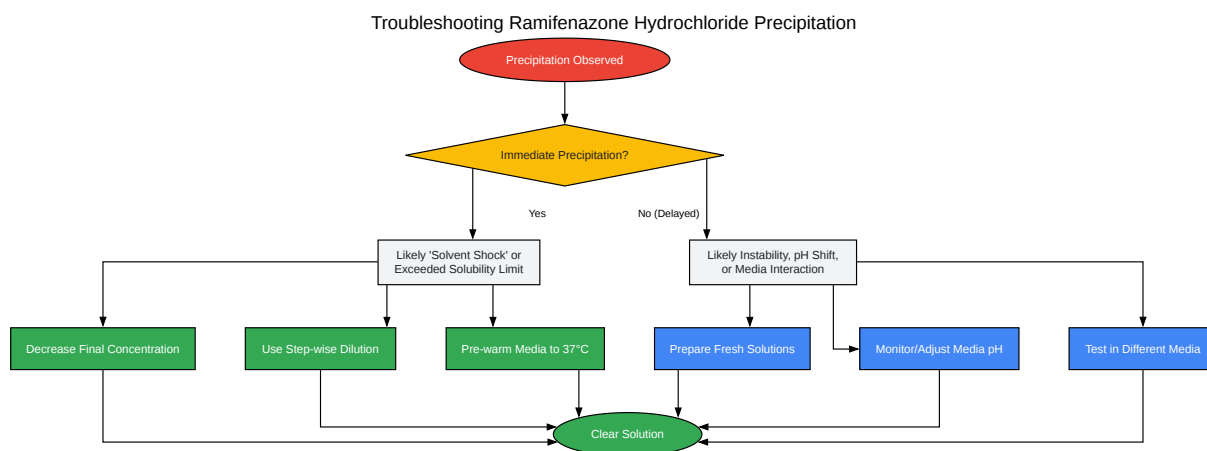 Troubleshooting Ramifenazone Hydrochloride Precipitation
Precipitation Observed
Immediate Precipitation?
Yes
No (Delayed)
Likely 'Solvent Shock' or
Exceeded Solubility Limit
Likely Instability, pH Shift,
or Media Interaction
Decrease Final Concentration
Use Step-wise Dilution
Pre-warm Media to 37°C
Prepare Fresh Solutions
Monitor/Adjust Media pH
Test in Different Media
Clear Solution